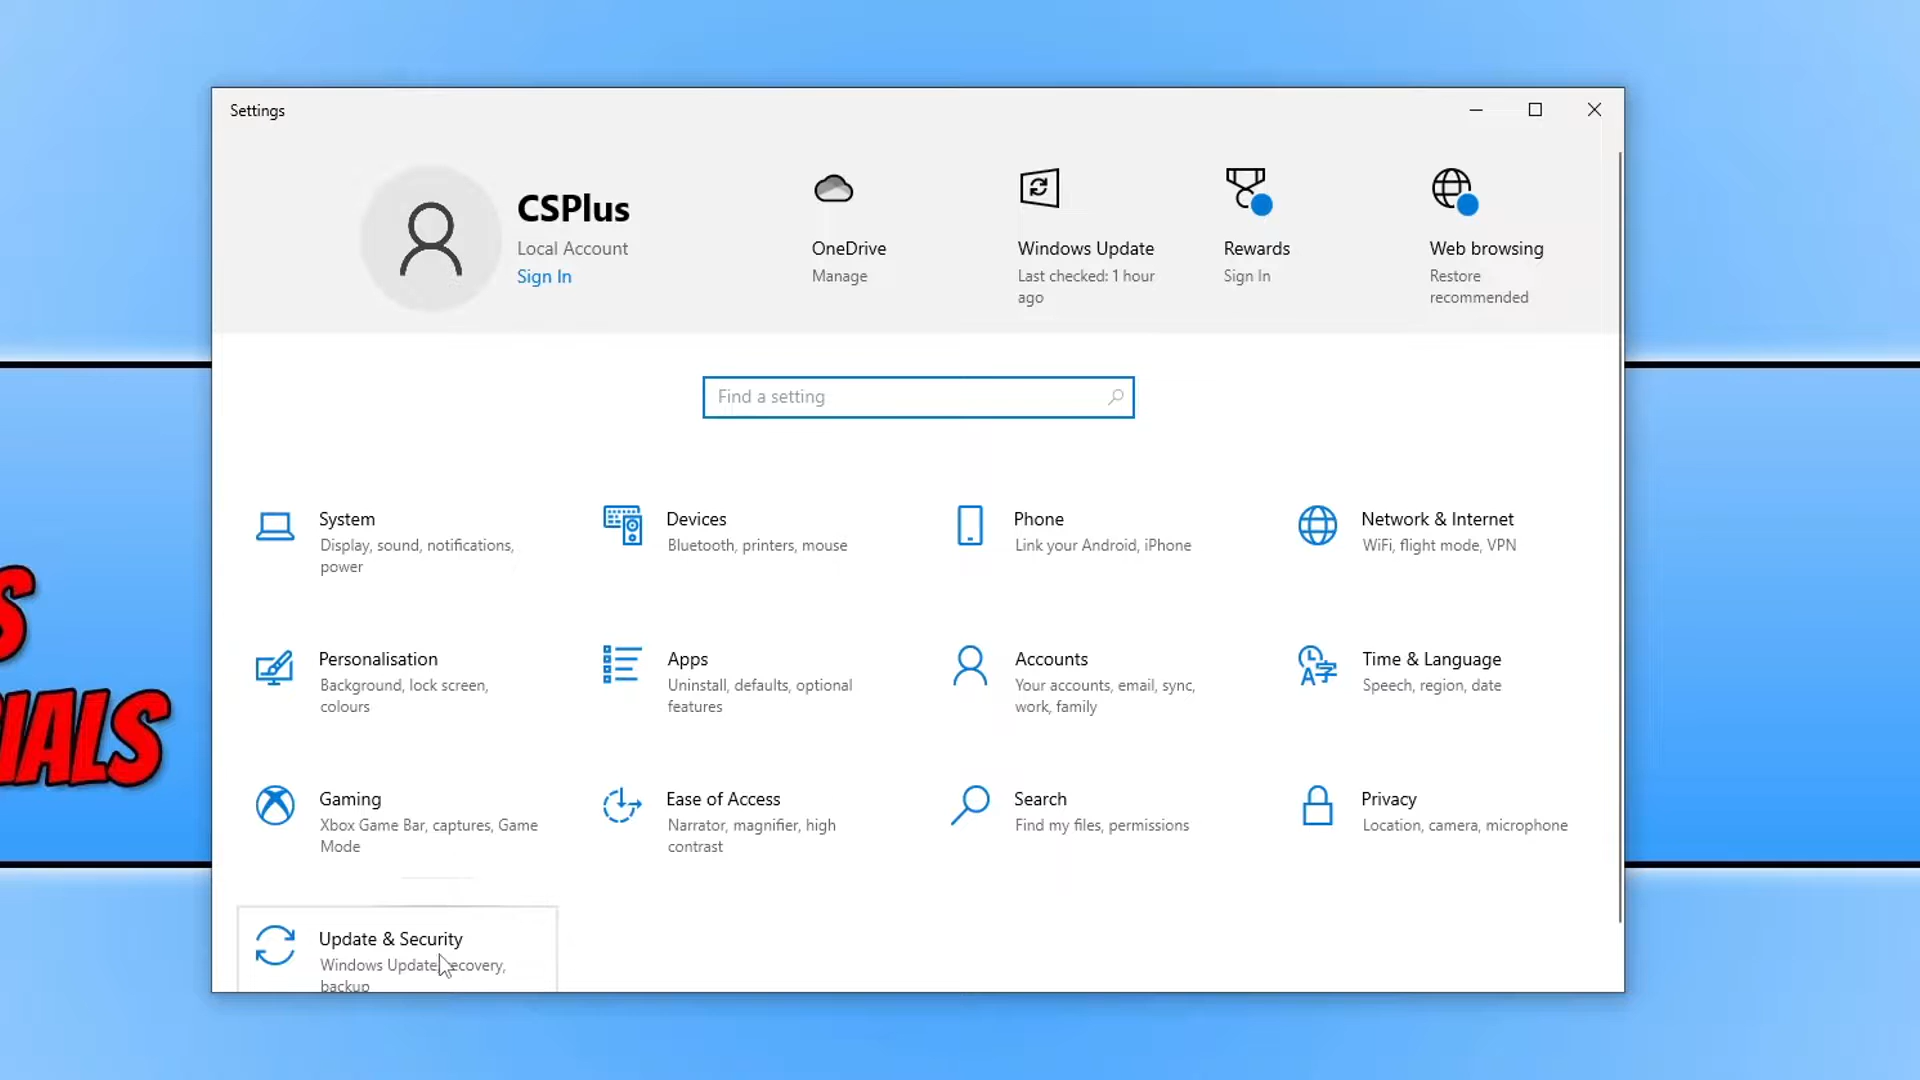 Settings
CSPlus
Local Account
Sign In
OneDrive
Manage
Windows Update
Last checked: 1 hour
ago
Rewards
Sign In
Web browsing
Restore
recommended
Find a setting
System
Display, sound, notifications,
power
Devices
Bluetooth, printers, mouse
Phone
Link your Android, iPhone
Network & Internet
WiFi, flight mode, VPN
Personalisation
Background, lock screen,
colours
Apps
Uninstall, defaults, optional
features
Accounts
Your accounts, email, sync,
work, family
Time & Language
Speech, region, date
Gaming
Xbox Game Bar, captures, Game
Mode
Ease of Access
Narrator, magnifier, high
contrast
Search
Find my files, permissions
Privacy
Location, camera, microphone
Update & Security
Windows Update, recovery,
backup
S
IALS